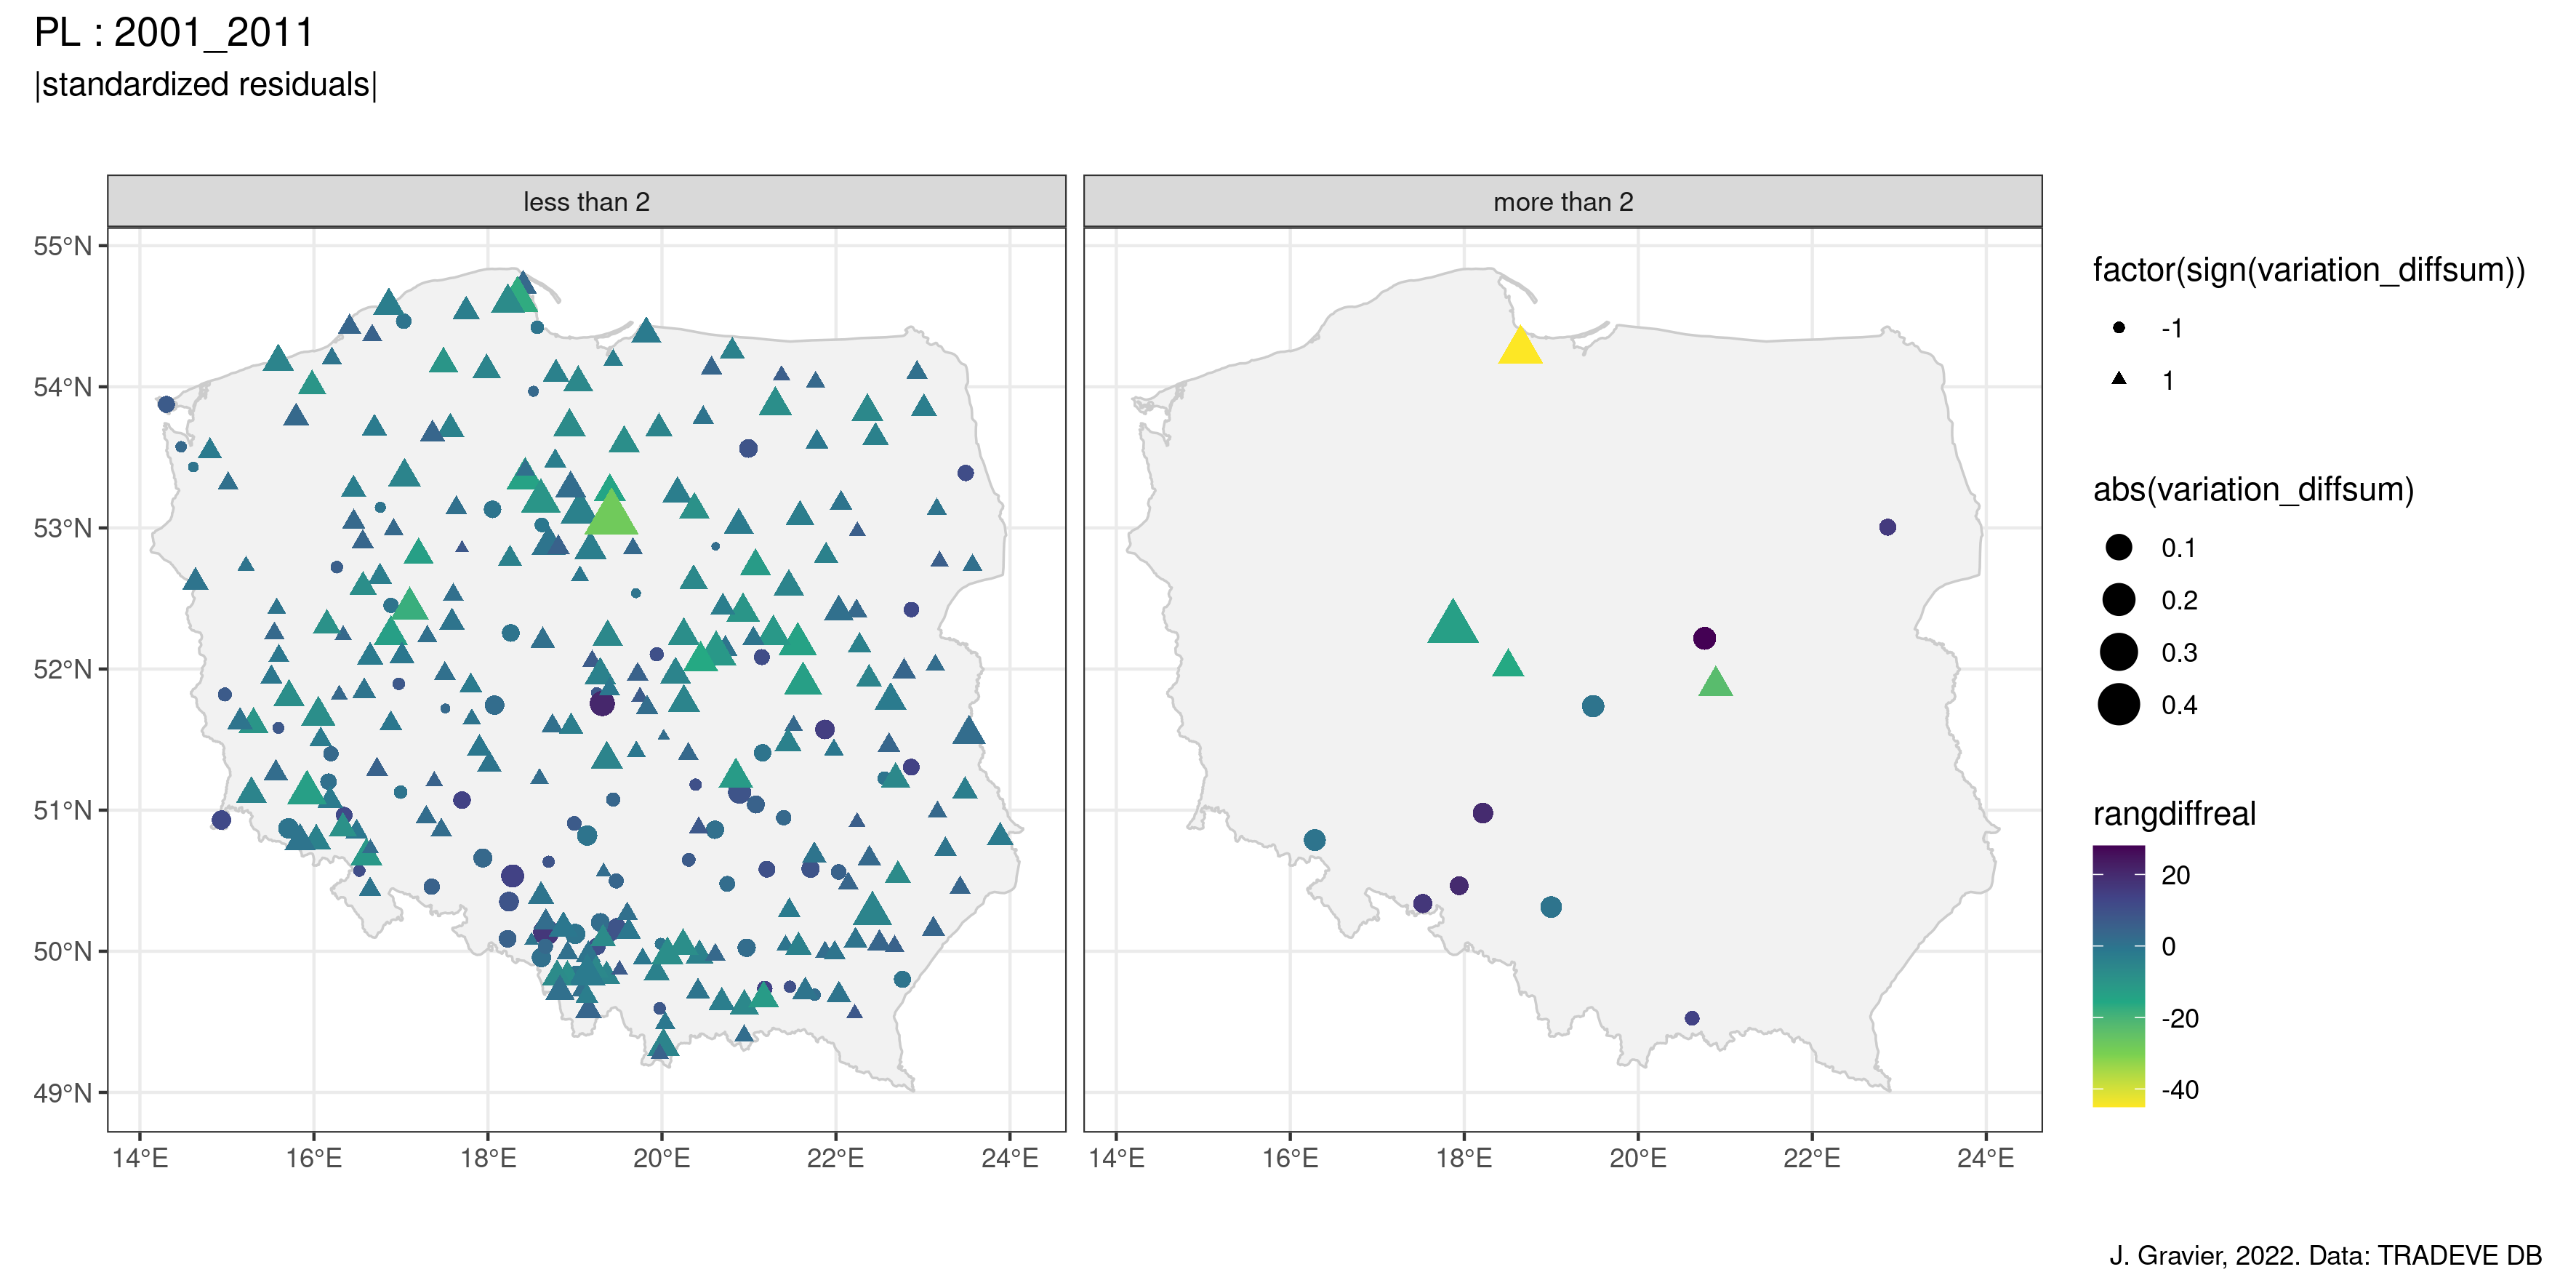 PL : 2001_2011
|standardized residuals|
less than 2
more than 2
55°N
54°N
53°N
52°N
51°N
50°N
49°N
14°E
16°E
18°E
20°E
22°E
24°E
14°E
16°E
18°E
20°E
22°E
24°E
factor(sign(variation_diffsum))
-1
1
abs(variation_diffsum)
0.1
0.2
0.3
0.4
rangdiffreal
20
0
-20
-40
J. Gravier, 2022. Data: TRADEVE DB